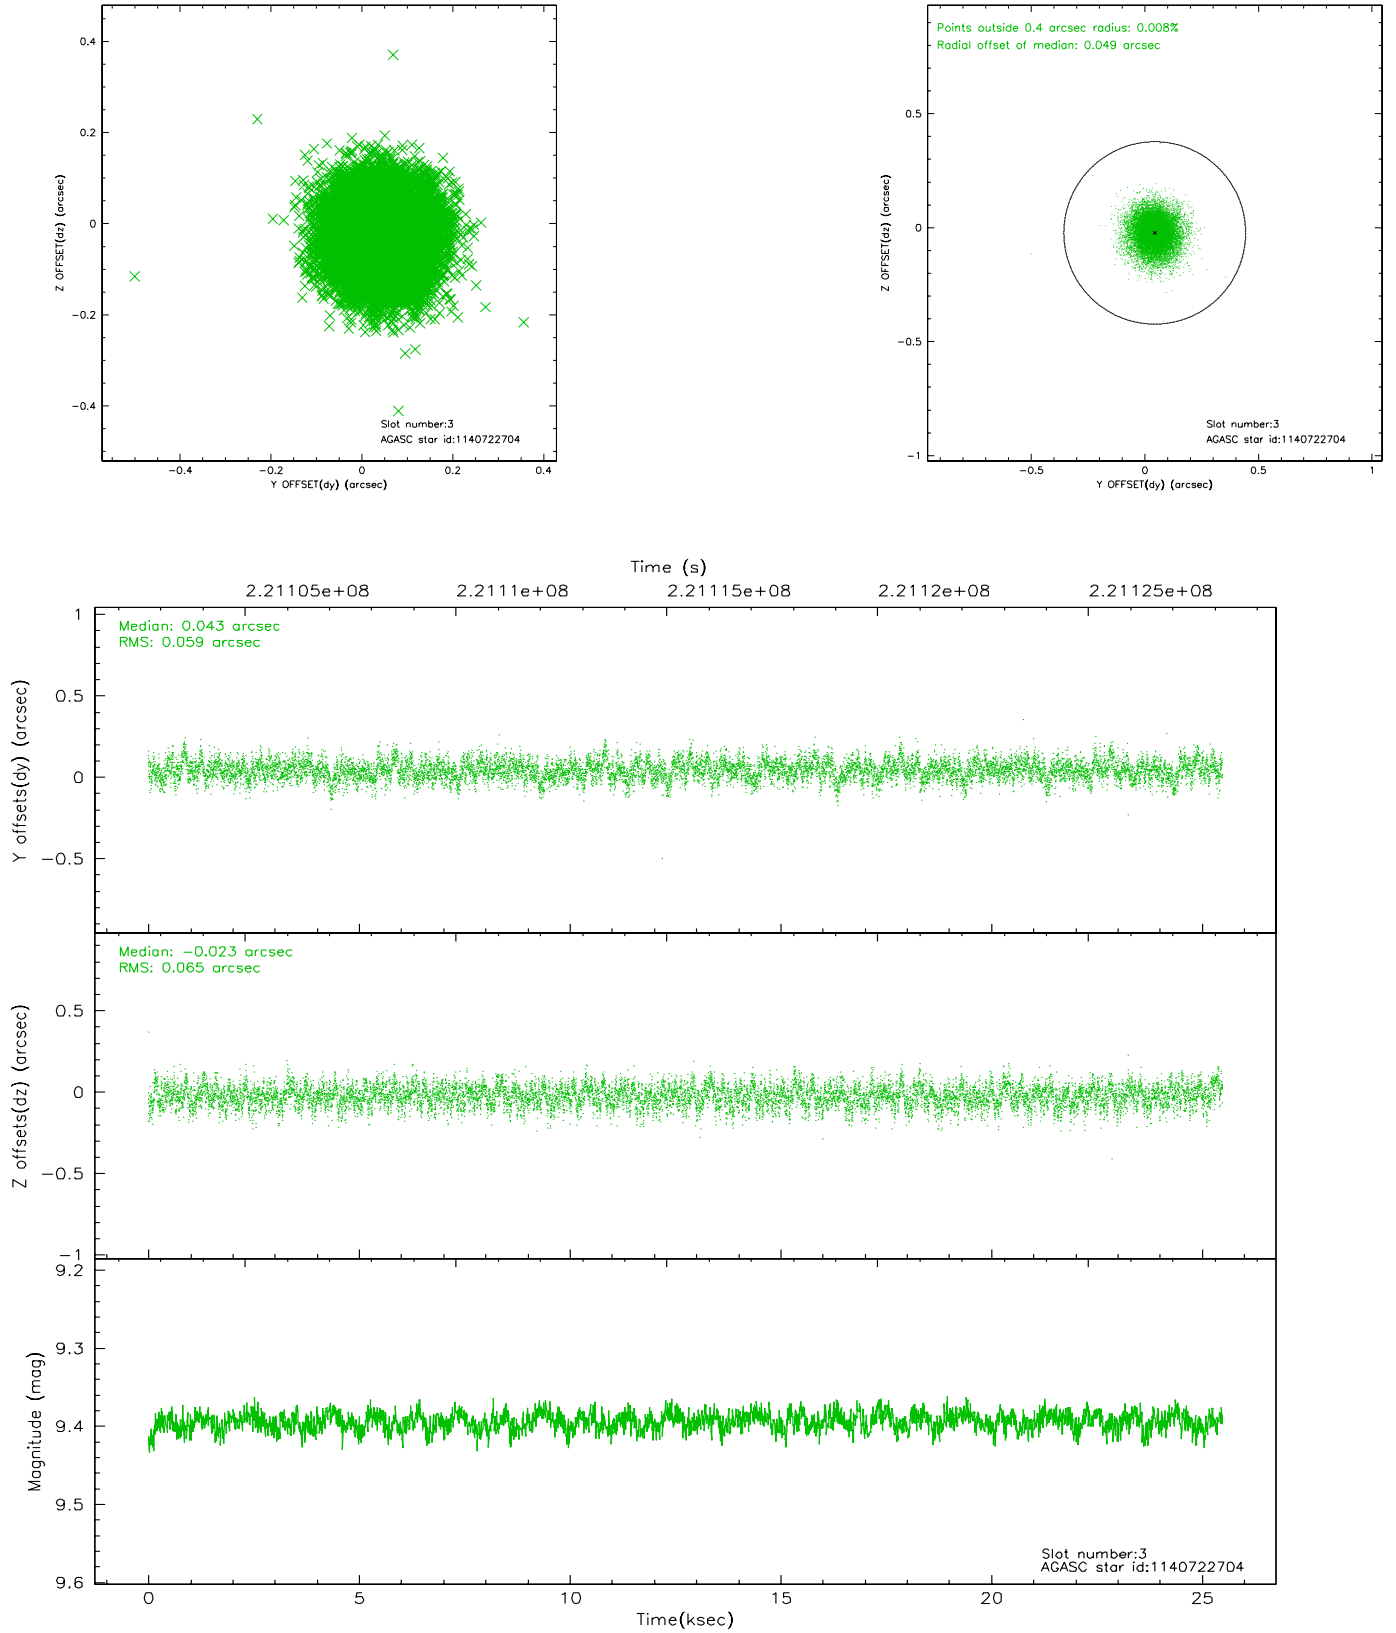 0.4
0.2
0
−0.2
−0.4
Z OFFSET(dz) (arcsec)
Slot number:3
AGASC star id:1140722704
−0.4 −0.2 0 0.2 0.4
Y OFFSET(dy) (arcsec)
Points outside 0.4 arcsec radius: 0.008%
Radial offset of median: 0.049 arcsec
0.5
0
−0.5
−1
Z OFFSET(dz) (arcsec)
Slot number:3
AGASC star id:1140722704
−0.5 0 0.5 1
Y OFFSET(dy) (arcsec)
Time (s)
2.21105e+08 2.2111e+08 2.21115e+08 2.2112e+08 2.21125e+08
Median: 0.043 arcsec
RMS: 0.059 arcsec
1
0.5
0
−0.5
Y offsets(dy) (arcsec)
Median: −0.023 arcsec
RMS: 0.065 arcsec
0.5
0
−0.5
−1
Z offsets(dz) (arcsec)
9.2
9.3
9.4
9.5
9.6
Magnitude (mag)
Slot number:3
AGASC star id:1140722704
0 5 10 15 20 25
Time(ksec)